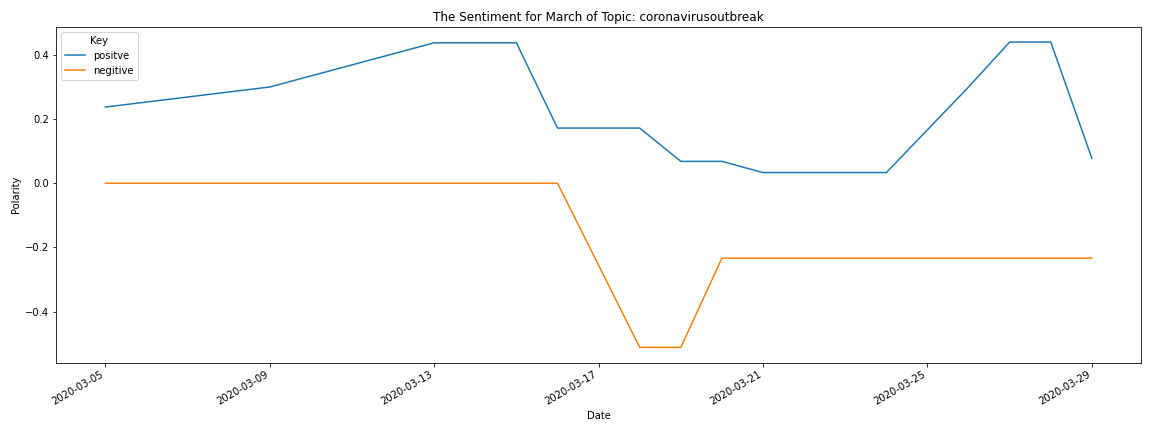 The Sentiment for March of Topic: coronavirusoutbreak
Key
positve
negitive
0.4
0.2
0.0
−0.2
−0.4
Polarity
2020-03-05
2020-03-09
2020-03-13
2020-03-17
2020-03-21
2020-03-25
2020-03-29
Date